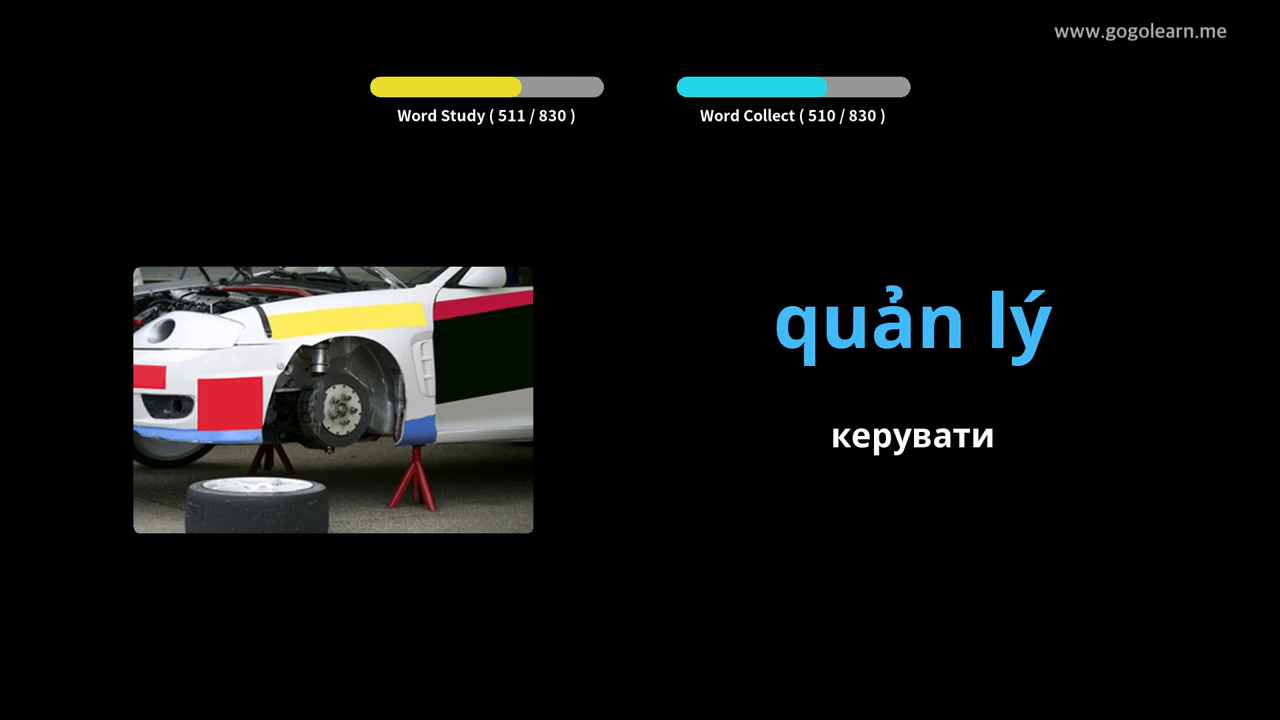 www.gogolearn.me
Word Study ( 511 / 830 )
Word Collect ( 510 / 830 )
quản lý
керувати